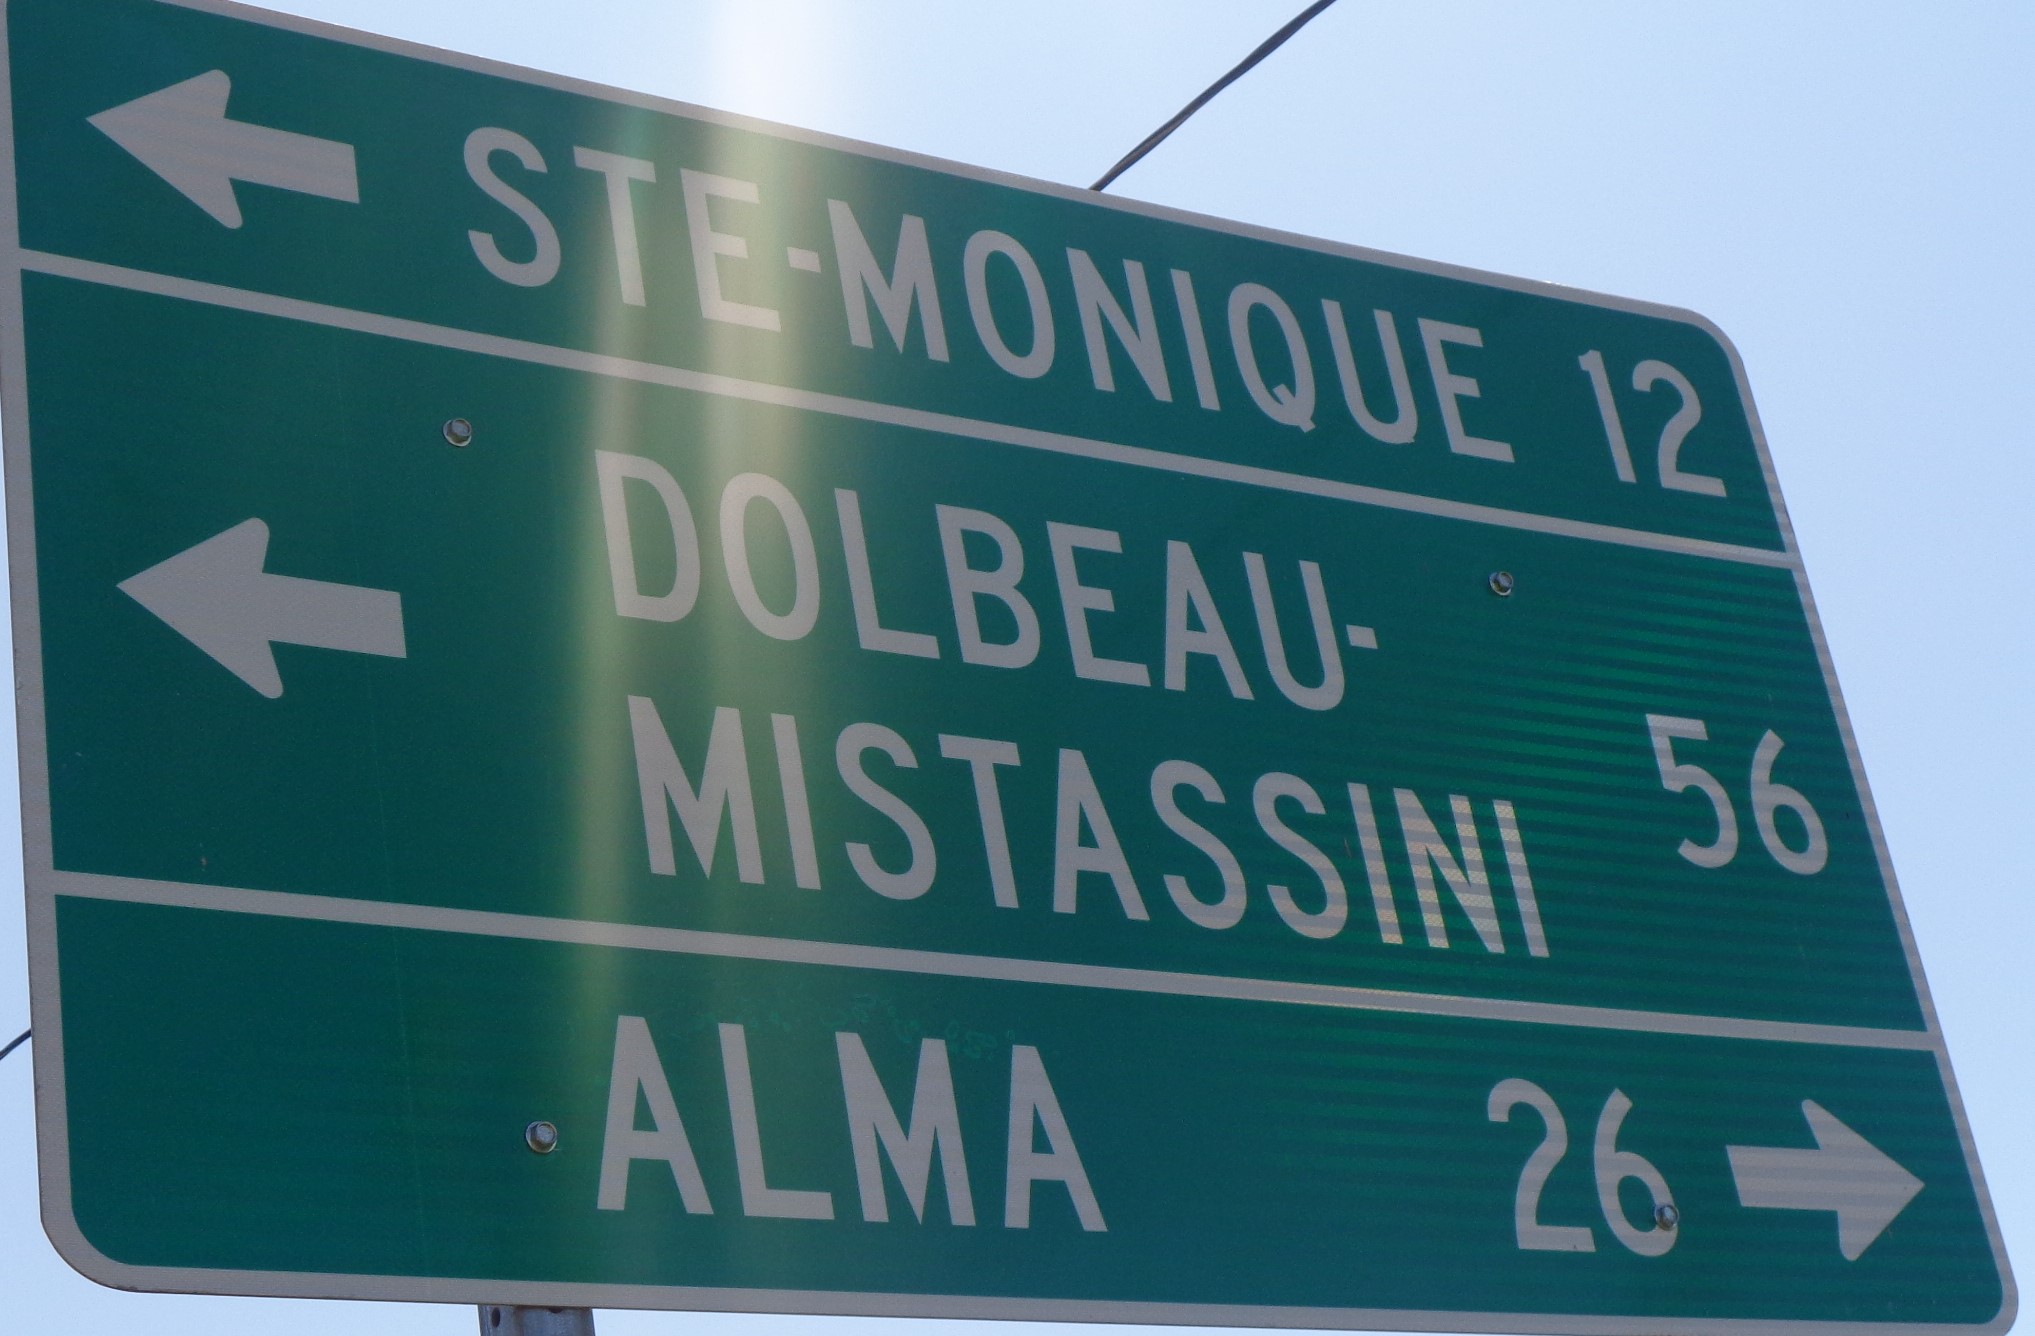 STE-MONIQUE 12
DOLBEAU-
MISTASSINI 56
ALMA 26